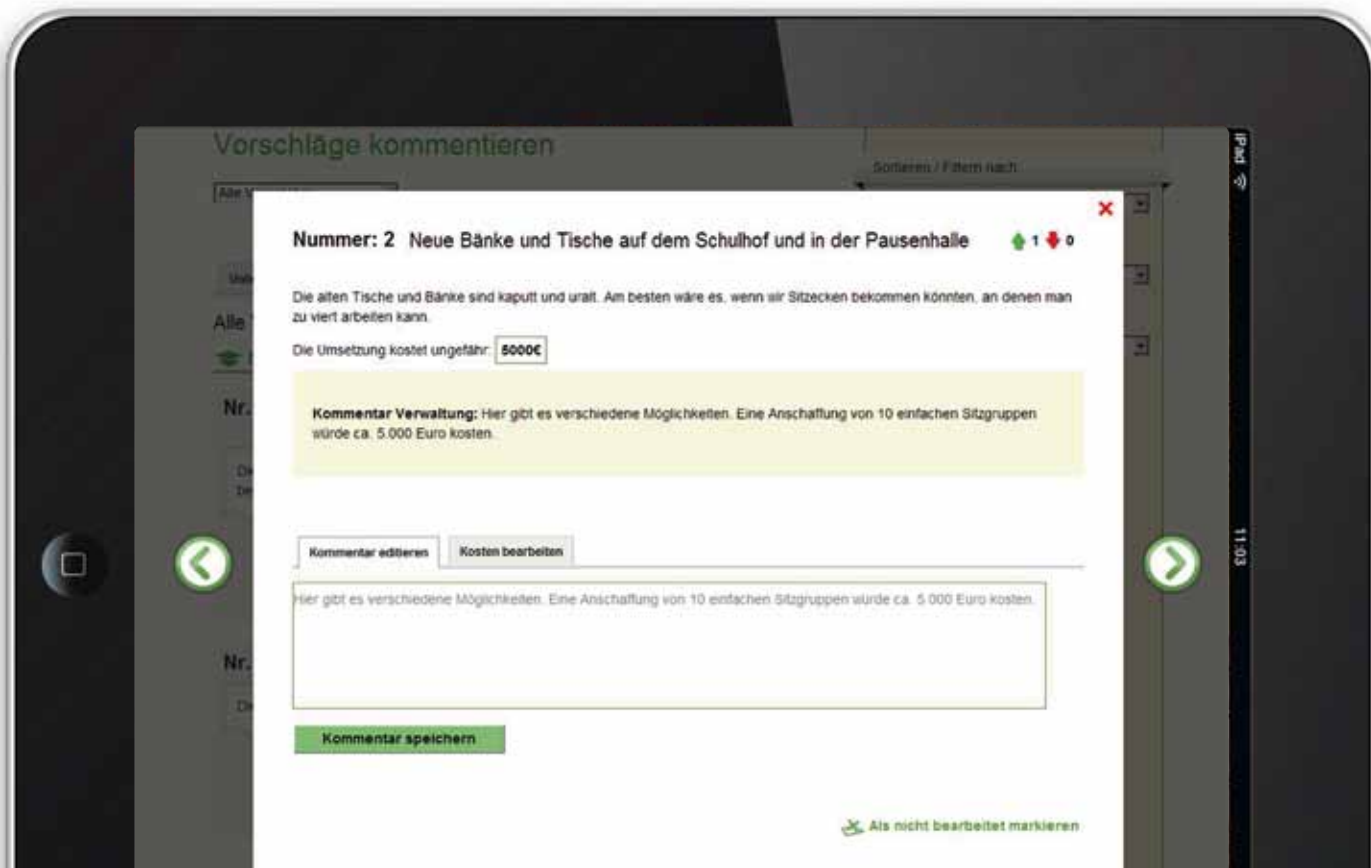 Vorschläge kommentieren
Sortieren / Filtern nach
Alle
iPad
Nummer: 2 Neue Bänke und Tische auf dem Schulhof und in der Pausenhalle 1 0
Die alten Tische und Bänke sind kaputt und uralt. Am besten wäre es, wenn wir Sitzecken bekommen könnten, an denen man
zu viert arbeiten kann.
Alle
Die Umsetzung kostet ungefähr: 5000€
Nr.
Kommentar Verwaltung: Hier gibt es verschiedene Möglichkeiten. Eine Anschaffung von 10 einfachen Sitzgruppen
würde ca. 5.000 Euro kosten.
Kommentar editieren Kosten bearbeiten
11:03
Hier gibt es verschiedene Möglichkeiten. Eine Anschaffung von 10 einfachen Sitzgruppen würde ca. 5.000 Euro kosten.
Nr.
Kommentar speichern
Als nicht bearbeitet markieren